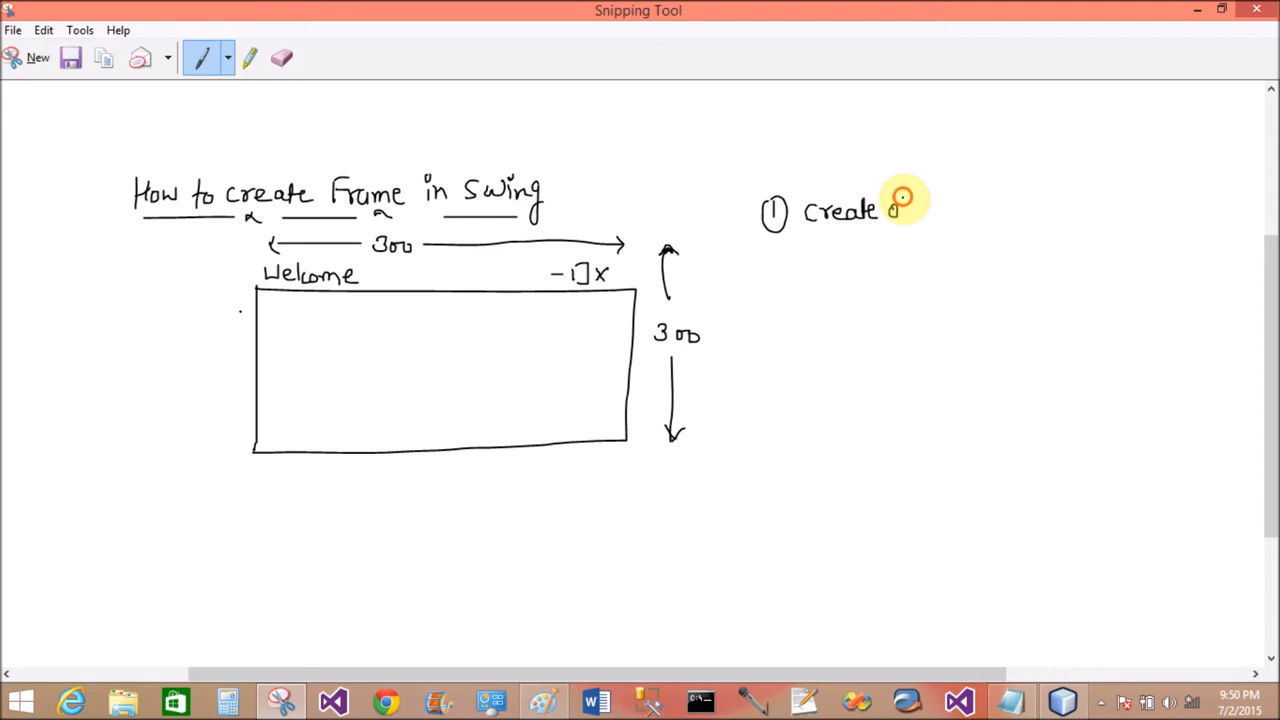 Snipping Tool
File Edit Tools Help
New
How to create Frame in Swing
300
Welcome
300
① create
C:\
9:50 PM
7/2/2015